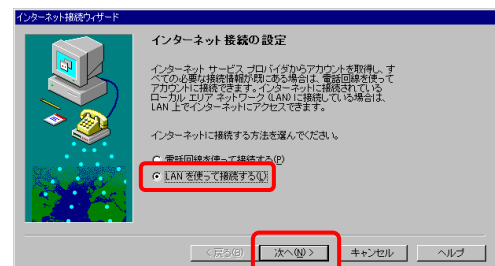 インターネット接続ウィザード
インターネット接続の設定
インターネット サービス プロバイダからアカウントを取得し、す
べての必要な接続情報が既にある場合は、電話回線を使って
アカウントに接続できます。インターネットに接続されている
ローカル エリア ネットワーク (LAN) に接続している場合は、
LAN 上でインターネットにアクセスできます。
インターネットに接続する方法を選んでください。
電話回線を使って接続する(P)
LAN を使って接続する(L)
< 戻る(B) 次へ(N) > キャンセル ヘルプ